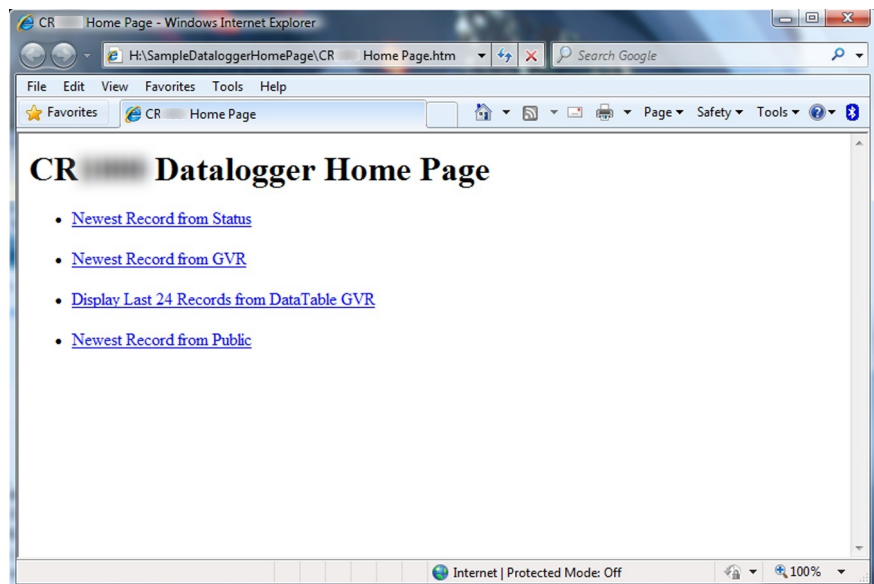 CR Home Page - Windows Internet Explorer
H:\SampleDataloggerHomePage\CR Home Page.htm Search Google
File Edit View Favorites Tools Help
Favorites CR Home Page Page Safety Tools
CR Datalogger Home Page
Newest Record from Status
Newest Record from GVR
Display Last 24 Records from DataTable GVR
Newest Record from Public
Internet | Protected Mode: Off 100%